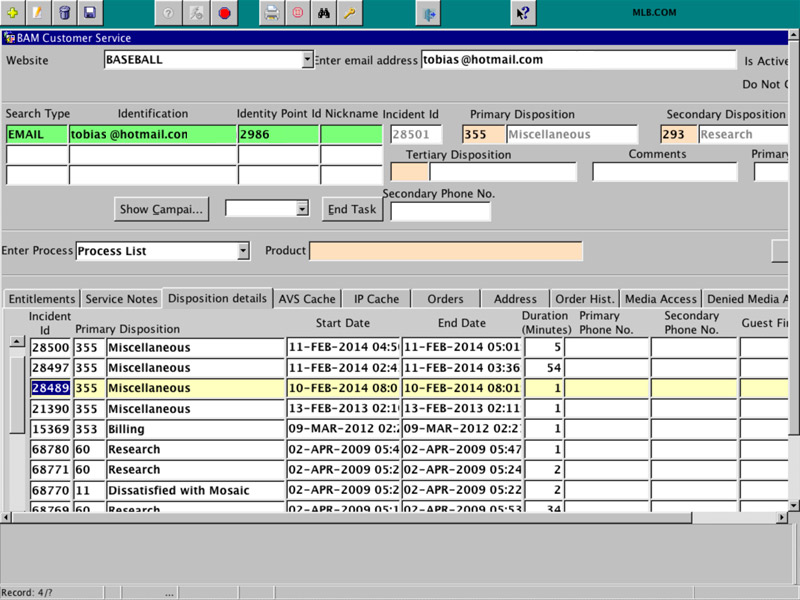 MLB.COM
BAM Customer Service
Website BASEBALL Enter email address tobias @hotmail.com Is Active
Do Not
Search Type Identification Identity Point Id Nickname Incident Id Primary Disposition Secondary Disposition
EMAIL tobias @hotmail.com 2986 28501 355 Miscellaneous 293 Research
Tertiary Disposition Comments Primary
Secondary Phone No.
Show Campai... End Task
Enter Process Process List Product
Entitlements Service Notes Disposition details AVS Cache IP Cache Orders Address Order Hist. Media Access Denied Media A
Incident Id Primary Disposition Start Date End Date Duration (Minutes) Primary Phone No. Secondary Phone No. Guest Fi
28500 355 Miscellaneous 11-FEB-2014 04:5 11-FEB-2014 05:01 5
28497 355 Miscellaneous 11-FEB-2014 02:4 11-FEB-2014 03:36 54
28489 355 Miscellaneous 10-FEB-2014 08:0 10-FEB-2014 08:01 1
21390 355 Miscellaneous 13-FEB-2013 02:1 13-FEB-2013 02:11 1
15369 353 Billing 09-MAR-2012 02:2 09-MAR-2012 02:2 1
68780 60 Research 02-APR-2009 05:4 02-APR-2009 05:47 1
68771 60 Research 02-APR-2009 05:2 02-APR-2009 05:24 2
68770 11 Dissatisfied with Mosaic 02-APR-2009 05:2 02-APR-2009 05:22 2
68769 60 Research 02-APR-2009 05:1 02-APR-2009 05:53 34
Record: 4/? ...